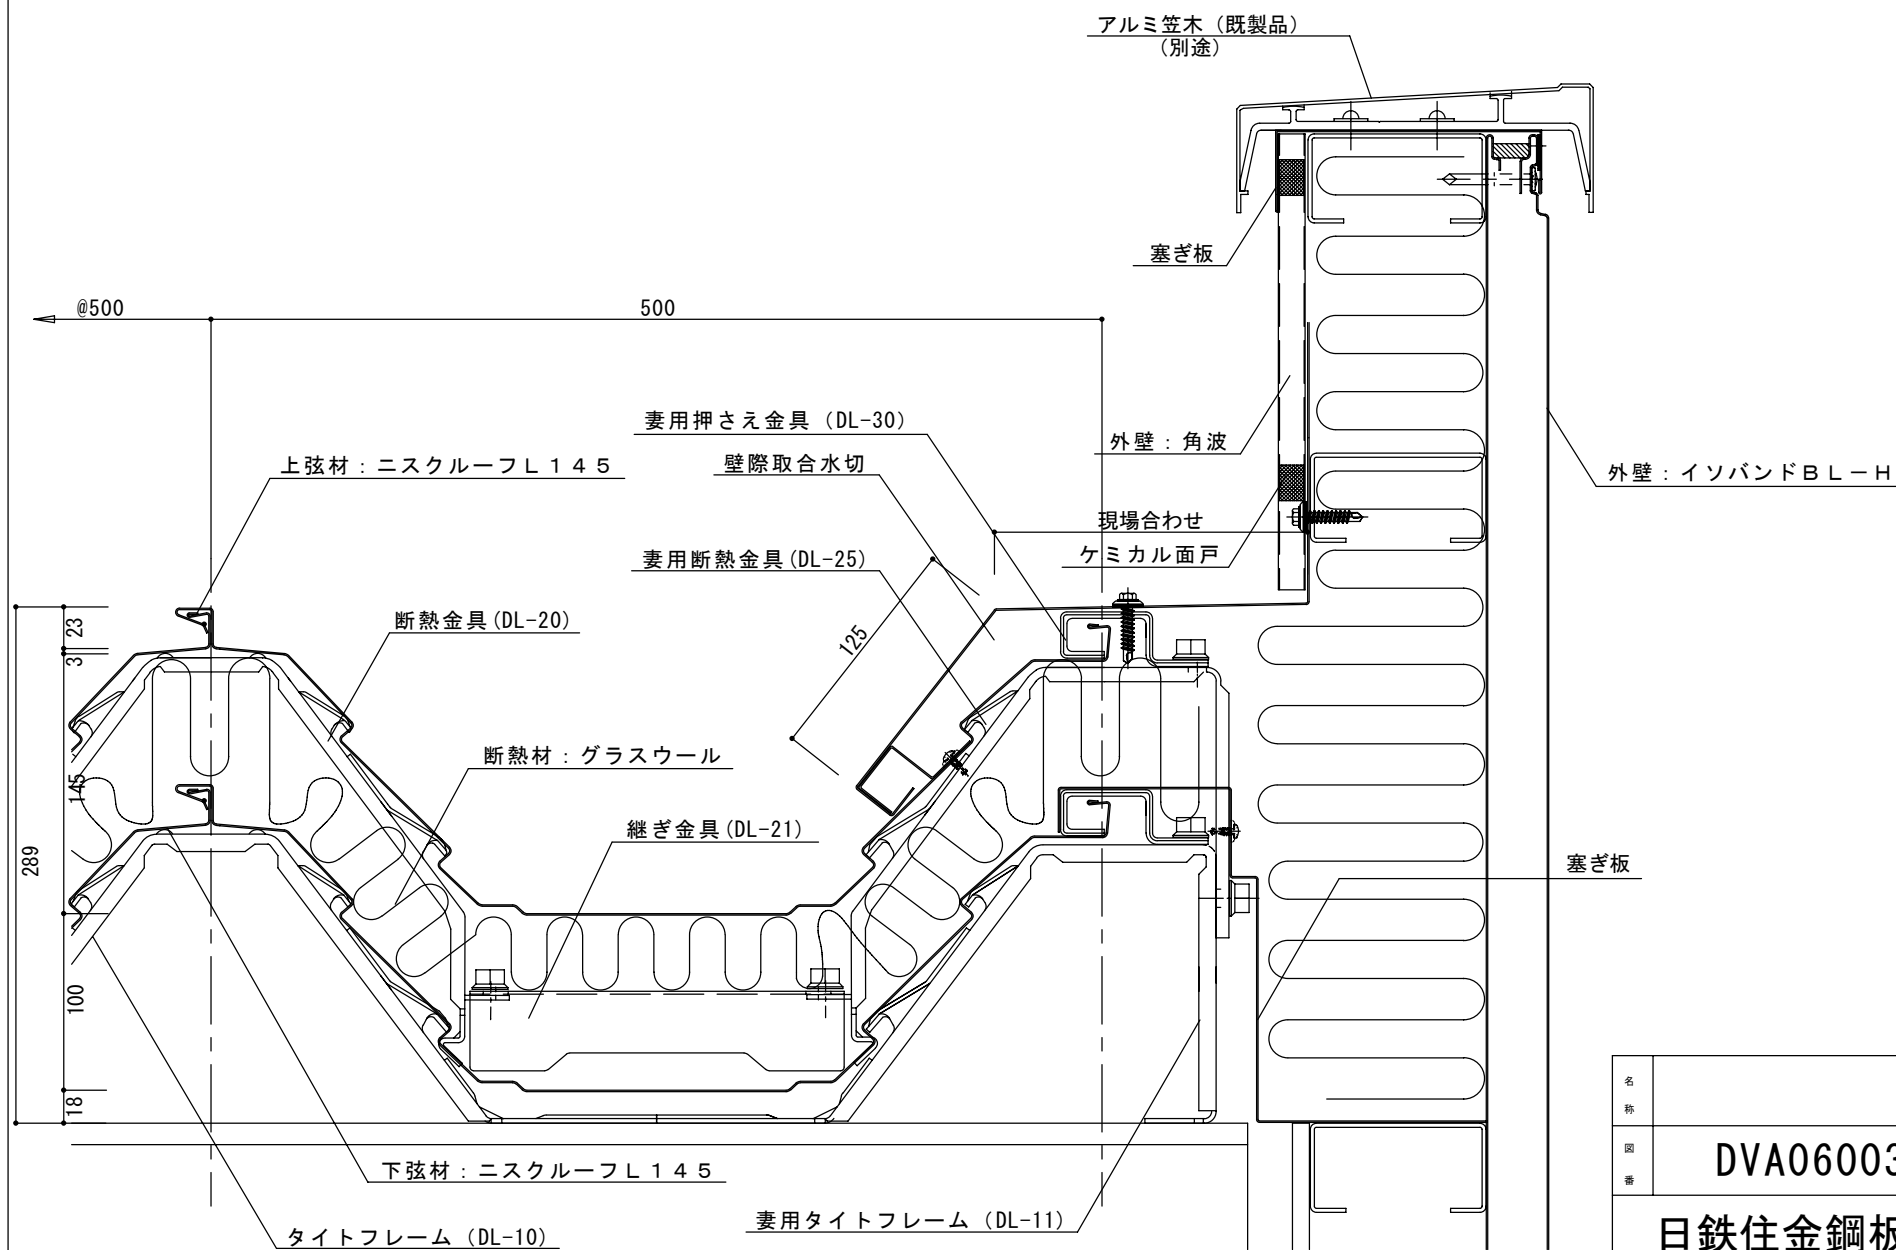 アルミ笠木（既製品）
（別途）
塞ぎ板
@500
500
妻用押さえ金具（DL-30）
外壁：角波
上弦材：ニスクルーフＬ１４５
壁際取合水切
外壁：イソバンドＢＬ－Ｈ
現場合わせ
妻用断熱金具(DL-25)
ケミカル面戸
断熱金具(DL-20)
23
3
125
断熱材：グラスウール
145
継ぎ金具(DL-21)
289
塞ぎ板
100
18
名称
図番
DVA06003
下弦材：ニスクルーフＬ１４５
妻用タイトフレーム（DL-11）
タイトフレーム（DL-10）
日鉄住金鋼板